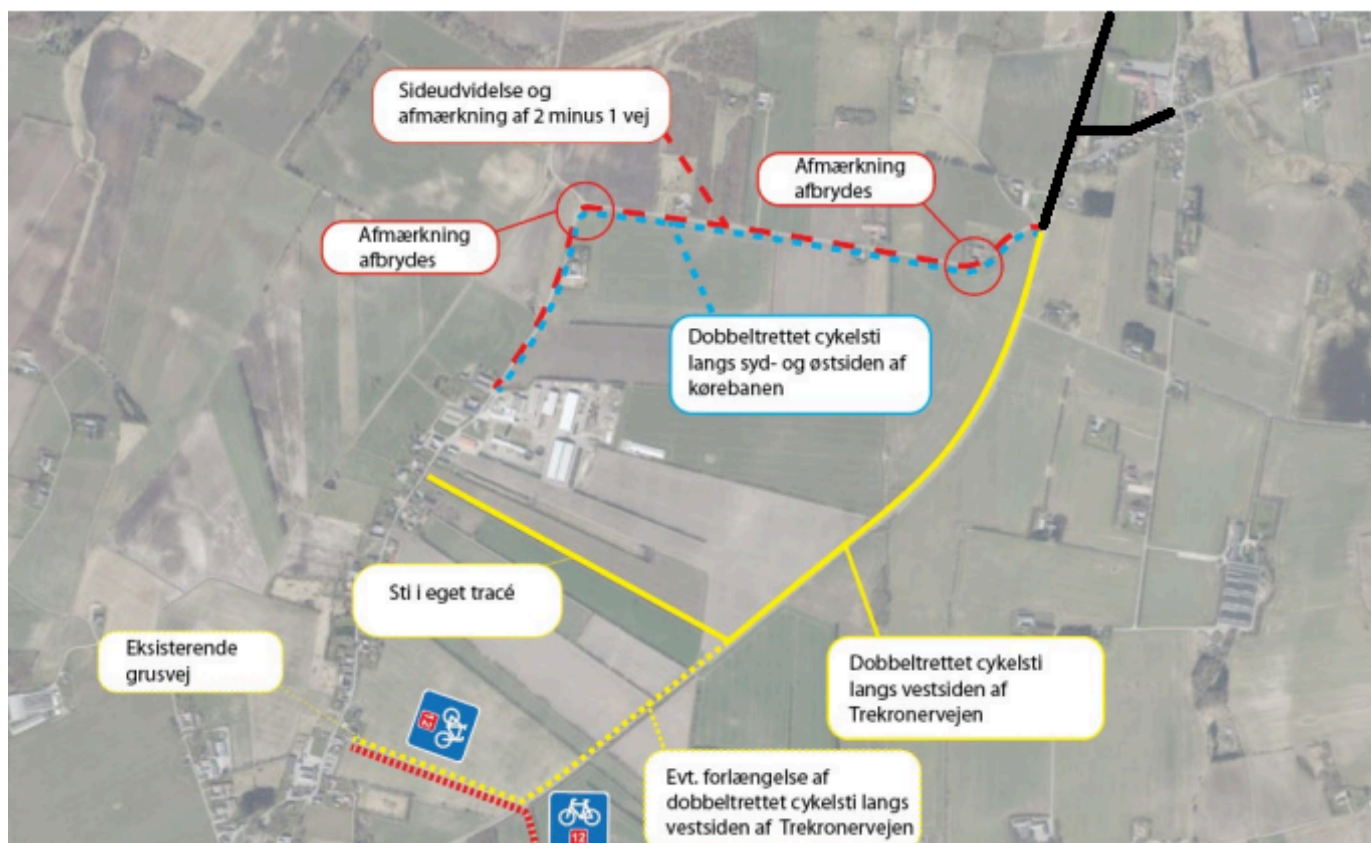 Sideudvidelse og
afmærkning af 2 minus 1 vej
Afmærkning
afbrydes
Afmærkning
afbrydes
Dobbeltrettet cykelsti
langs syd- og østsiden af
kørebanen
Sti i eget tracé
Eksisterende
grusvej
Dobbeltrettet cykelsti
langs vestsiden af
Trekronervejen
12
Evt. forlængelse af
dobbeltrettet cykelsti langs
vestsiden af Trekronervejen
12